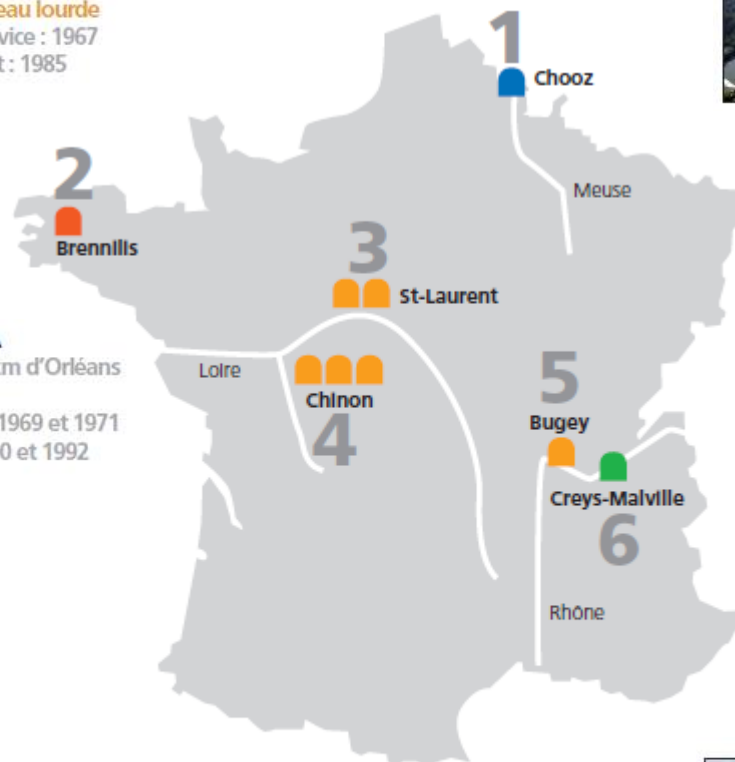 eau lourde
vice : 1967
t : 1985
1
Chooz
Meuse
2
Brennilis
3
St-Laurent
Loire
m d'Orléans
1969 et 1971
0 et 1992
Chinon
4
5
Bugey
Creys-Malville
6
Rhône